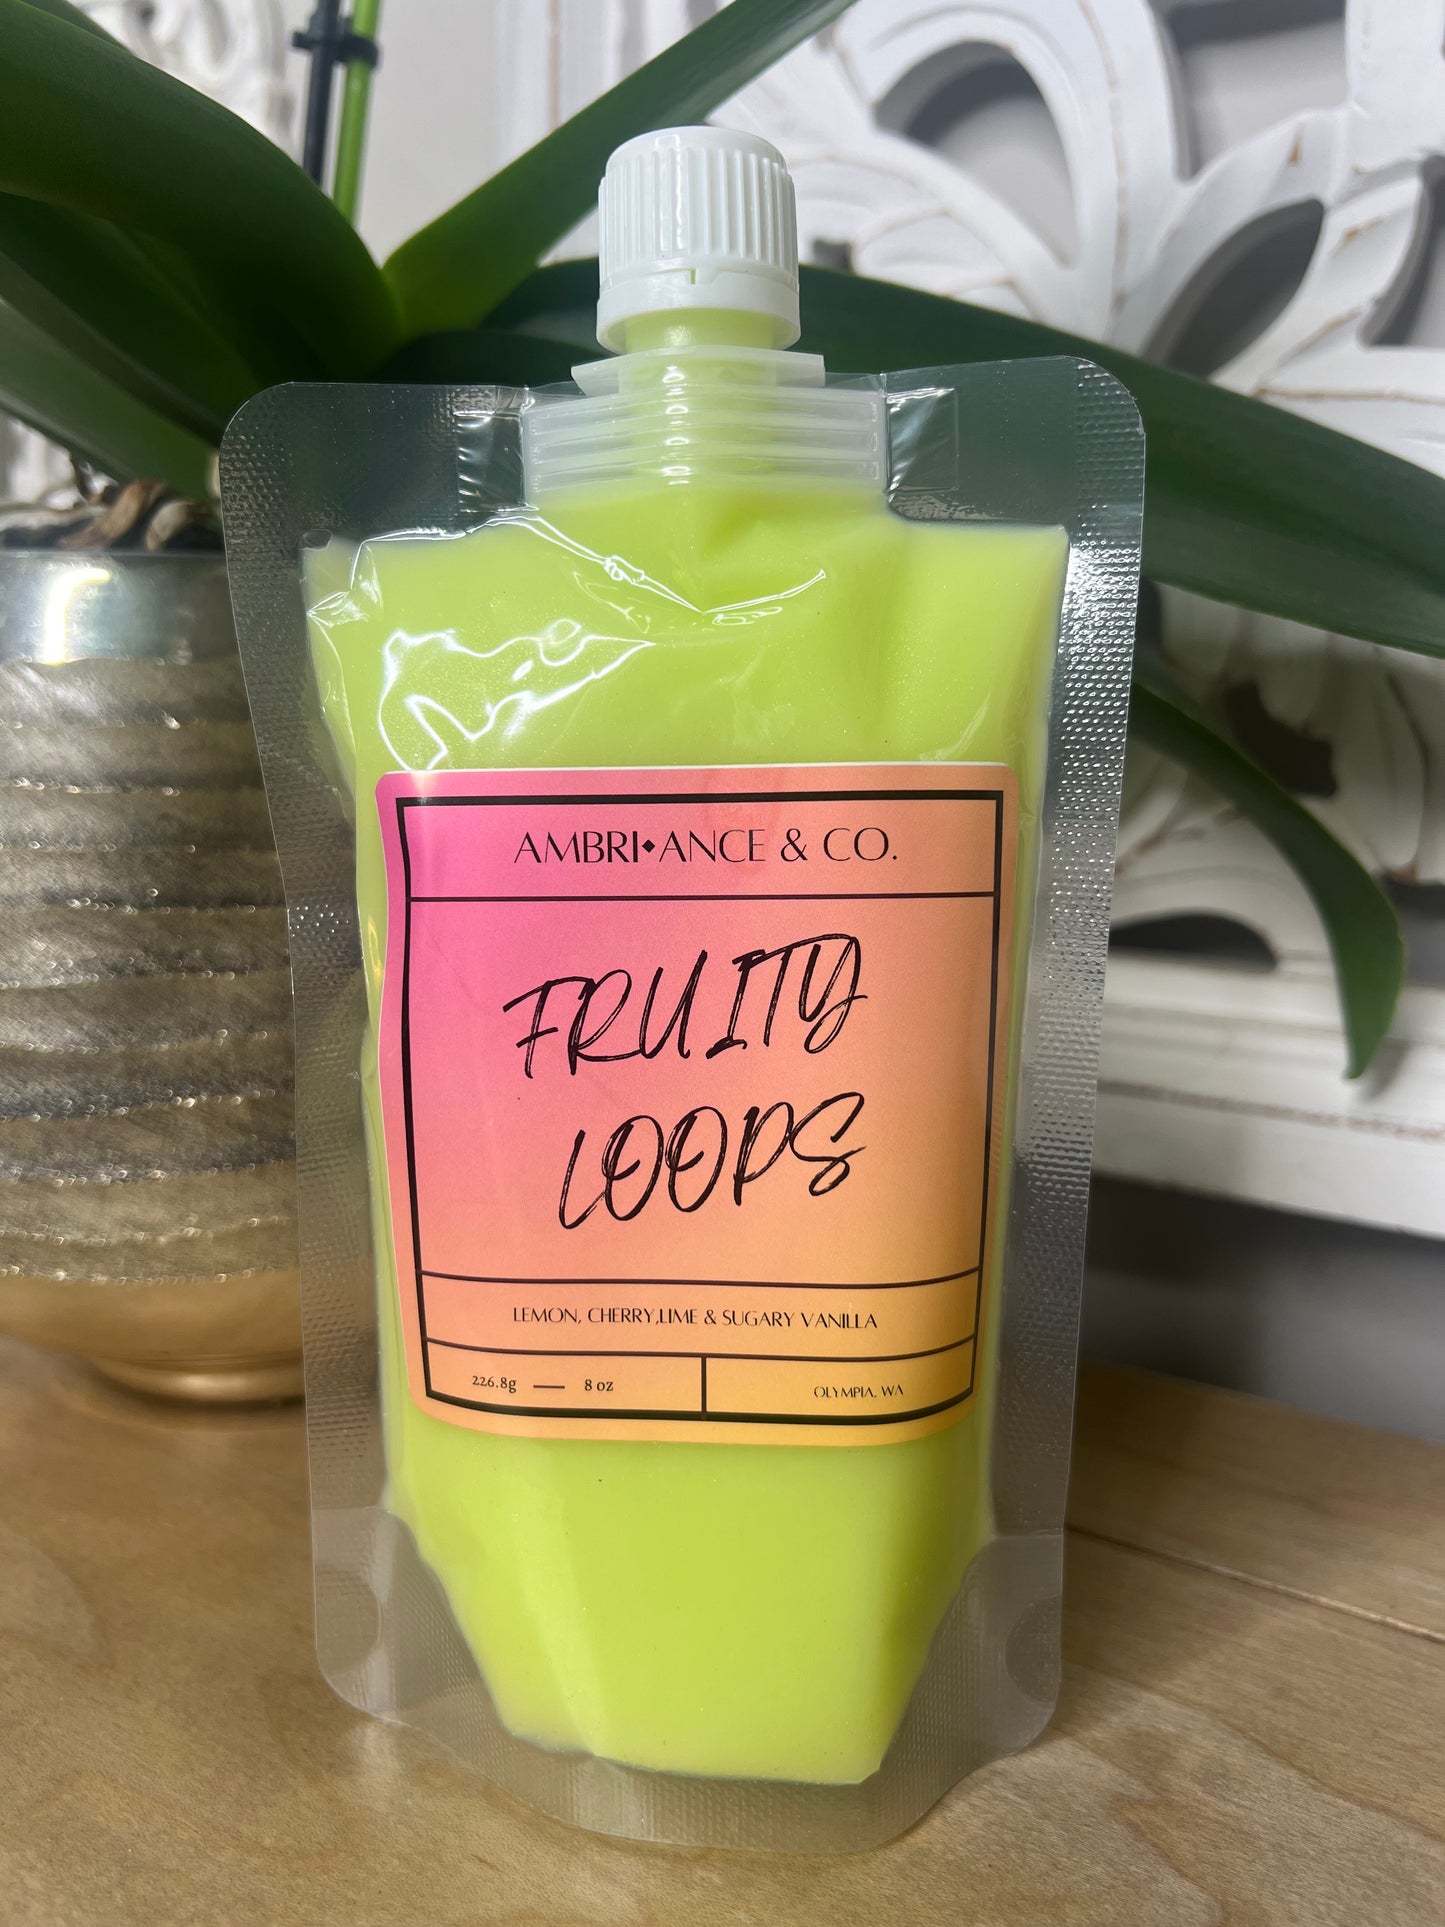 AMBRI◆ANCE & CO.
FRUITY
LOOPS
LEMON, CHERRY,LIME & SUGARY VANILLA
226.8g — 8 oz
OLYMPIA, WA